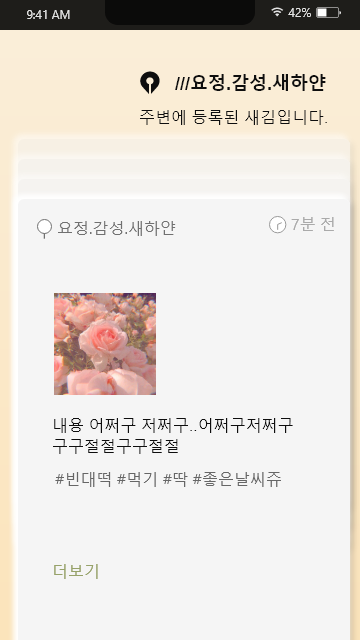 9:41 AM
42%
///요정.감성.새하얀
주변에 등록된 새김입니다.
요정.감성.새하얀
7분 전
내용 어쩌구 저쩌구..어쩌구저쩌구
구구절절구구절절
#빈대떡 #먹기 #딱 #좋은날씨쥬
더보기